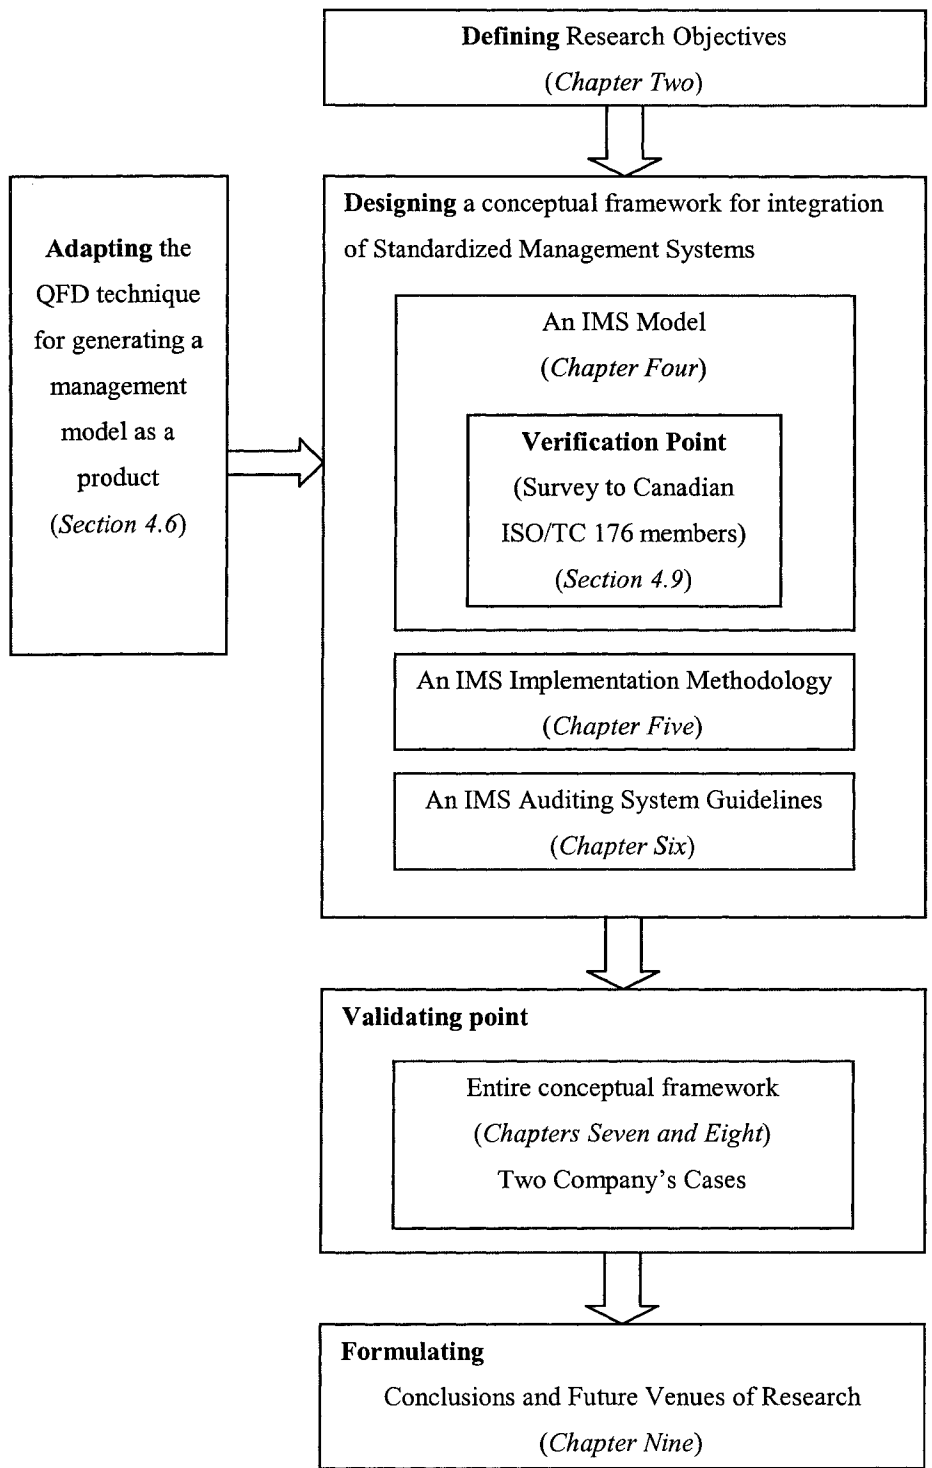 Defining Research Objectives
(Chapter Two)
Adapting the
QFD technique
for generating a
management
model as a
product
(Section 4.6)
Designing a conceptual framework for integration
of Standardized Management Systems
An IMS Model
(Chapter Four)
Verification Point
(Survey to Canadian
ISO/TC 176 members)
(Section 4.9)
An IMS Implementation Methodology
(Chapter Five)
An IMS Auditing System Guidelines
(Chapter Six)
Validating point
Entire conceptual framework
(Chapters Seven and Eight)
Two Company's Cases
Formulating
Conclusions and Future Venues of Research
(Chapter Nine)